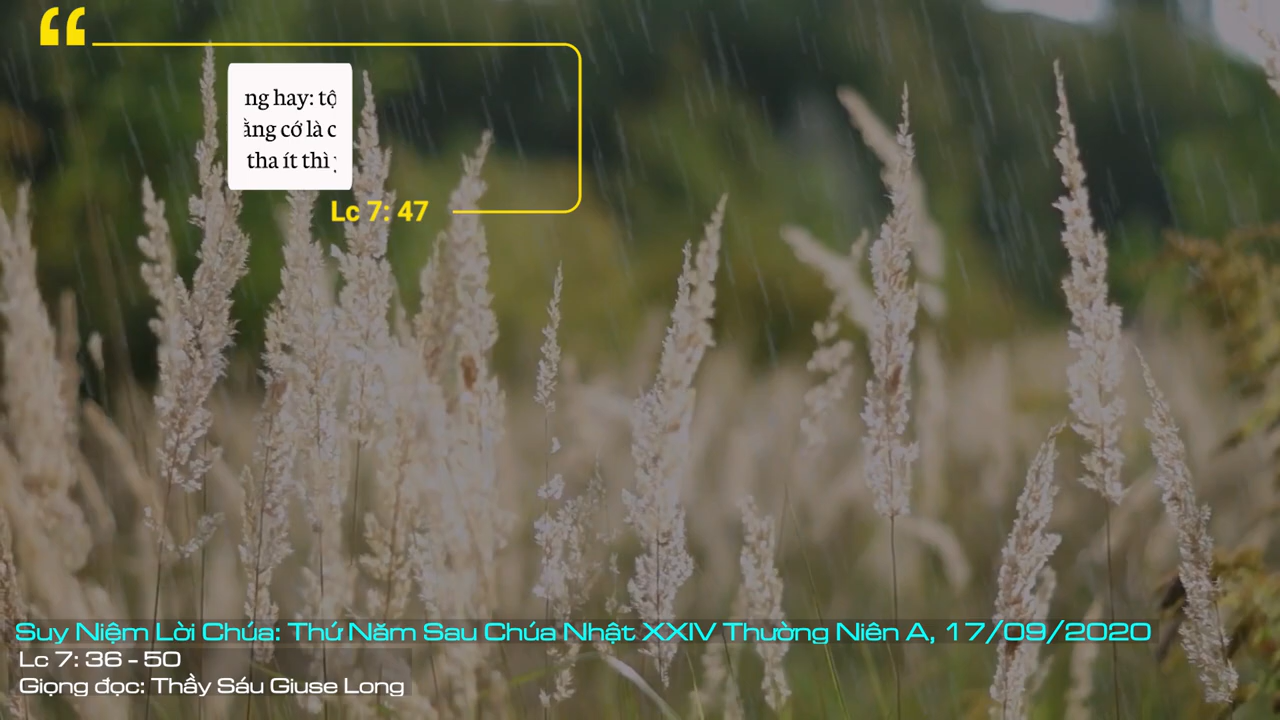 “
ng hay: tộ
ằng cớ là c
tha ít thì
Lc 7: 47
Suy Niệm Lời Chúa: Thứ Năm Sau Chúa Nhật XXIV Thường Niên A, 17/09/2020
Lc 7: 36 - 50
Giọng đọc: Thầy Sáu Giuse Long